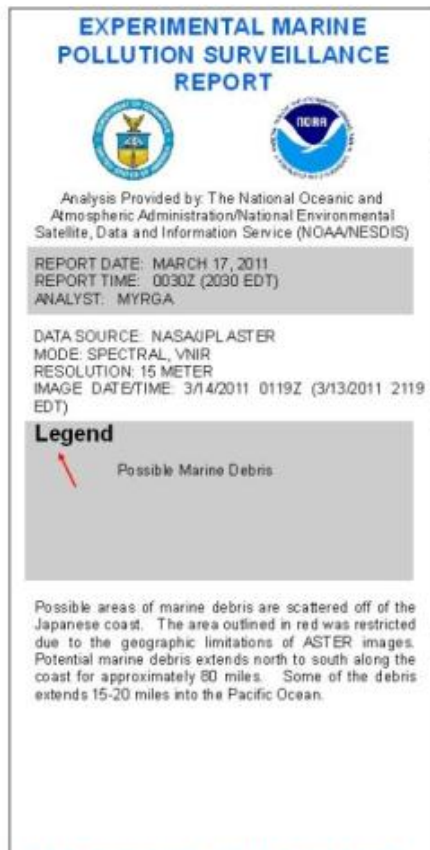 EXPERIMENTAL MARINE
POLLUTION SURVEILLANCE
REPORT
NOAA
Analysis Provided by: The National Oceanic and
Atmospheric Administration/National Environmental
Satellite, Data and Information Service (NOAA/NESDIS)
REPORT DATE: MARCH 17, 2011
REPORT TIME: 0030Z (2030 EDT)
ANALYST: MYRGA
DATA SOURCE: NASA/JPL ASTER
MODE: SPECTRAL, VNIR
RESOLUTION: 15 METER
IMAGE DATE/TIME: 3/14/2011 0119Z (3/13/2011 2119
EDT)
Legend
Possible Marine Debris
Possible areas of marine debris are scattered off of the
Japanese coast. The area outlined in red was restricted
due to the geographic limitations of ASTER images.
Potential marine debris extends north to south along the
coast for approximately 80 miles. Some of the debris
extends 15-20 miles into the Pacific Ocean.